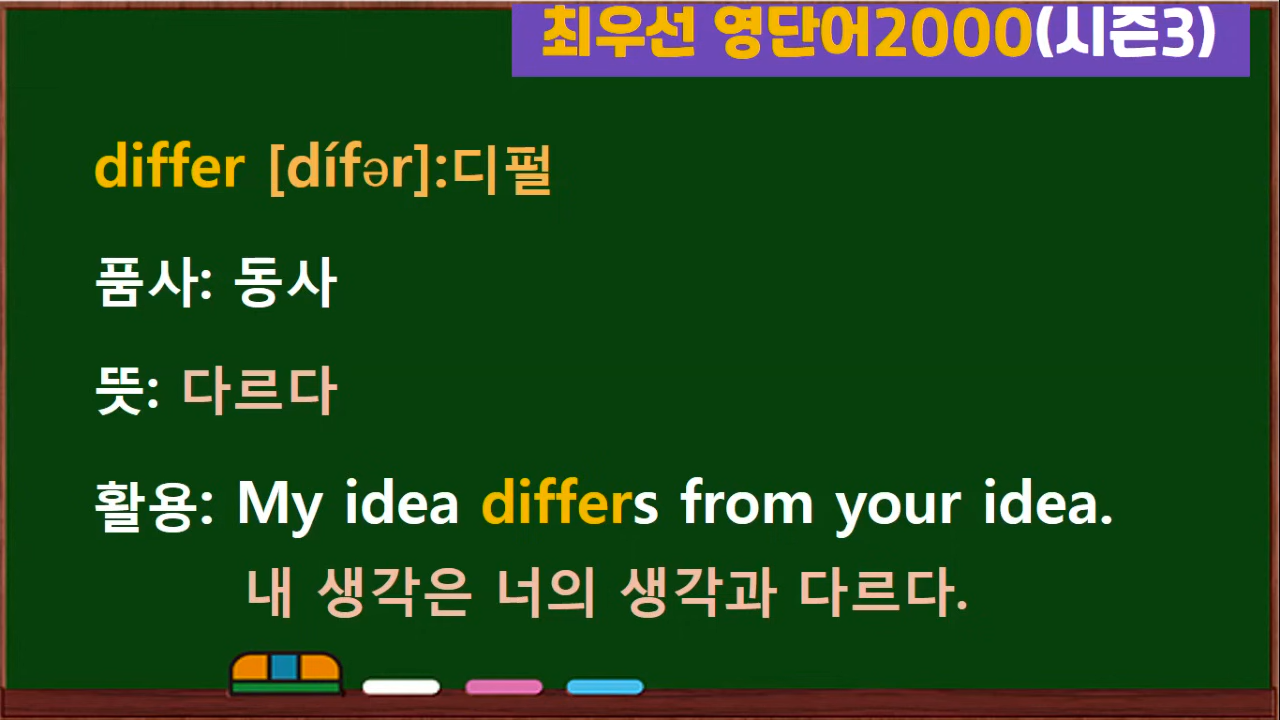 최우선 영단어2000(시즌3)
differ [dífər]:디펄
품사: 동사
뜻: 다르다
활용: My idea differs from your idea.
내 생각은 너의 생각과 다르다.